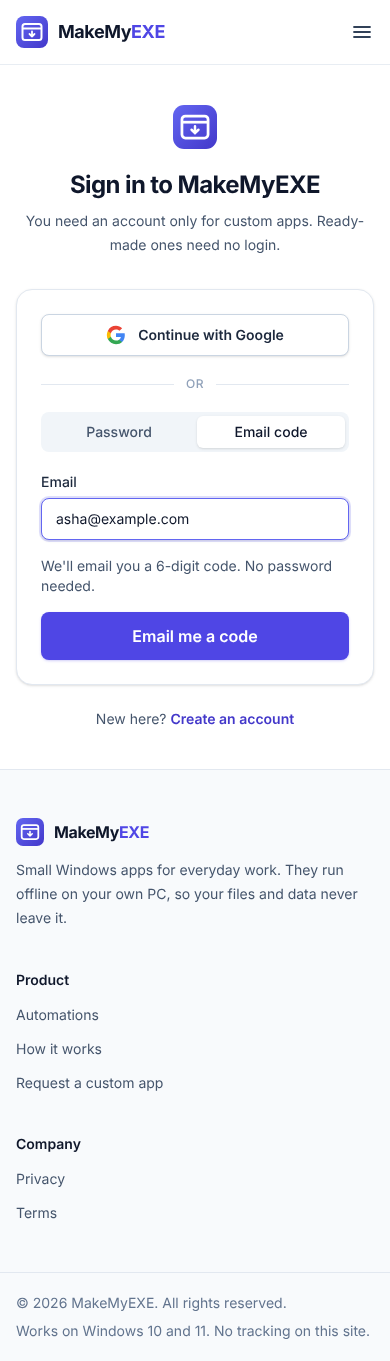 MakeMyEXE
Sign in to MakeMyEXE
You need an account only for custom apps. Ready-
made ones need no login.
Continue with Google
OR
Password
Email code
Email
asha@example.com
We'll email you a 6-digit code. No password
needed.
Email me a code
New here? Create an account
MakeMyEXE
Small Windows apps for everyday work. They run
offline on your own PC, so your files and data never
leave it.
Product
Automations
How it works
Request a custom app
Company
Privacy
Terms
© 2026 MakeMyEXE. All rights reserved.
Works on Windows 10 and 11. No tracking on this site.